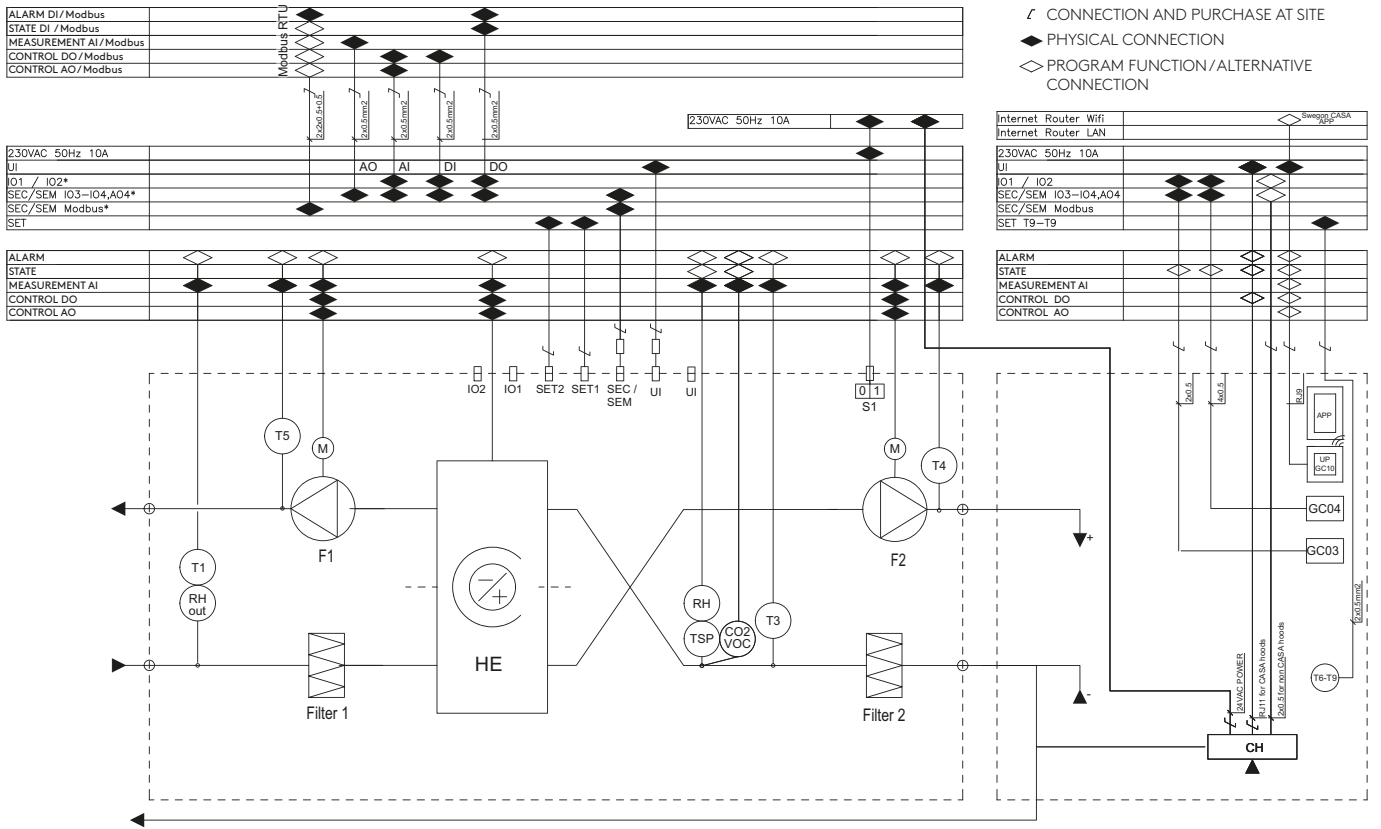 ALARM DI/Modbus
STATE DI /Modbus
MEASUREMENT AI/Modbus
CONTROL DO/Modbus
CONTROL AO/Modbus
Modbus RTU
CONNECTION AND PURCHASE AT SITE
PHYSICAL CONNECTION
PROGRAM FUNCTION/ALTERNATIVE
CONNECTION
2x2x0.5+0.5
2x0.5mm2
2x0.5mm2
2x0.5mm2
2x0.5mm2
230VAC 50Hz 10A
Internet Router Wifi
Swegon CASA
APP
Internet Router LAN
230VAC 50Hz 10A
UI
AO
AI
DI
DO
IO1 / IO2*
SEC/SEM IO3-IO4,AO4*
SEC/SEM Modbus*
SET
230VAC 50Hz 10A
UI
IO1 / IO2
SEC/SEM IO3-IO4,AO4
SEC/SEM Modbus
SET T9-T9
ALARM
STATE
MEASUREMENT AI
CONTROL DO
CONTROL AO
ALARM
STATE
MEASUREMENT AI
CONTROL DO
CONTROL AO
IO2
IO1
SET2
SET1
SEC /
SEM
UI
UI
0 1
S1
2x0.5
4x0.5
RJ9
APP
UP
GC10
GC04
GC03
2x0.5mm2
T5
M
F1
T1
RH
out
HE
M
T4
F2
RH
TSP
CO2
VOC
T3
Filter 1
Filter 2
+
-
24VAC POWER
RJ11 for CASA hoods
2x0.5 for non CASA hoods
T6-T9
CH